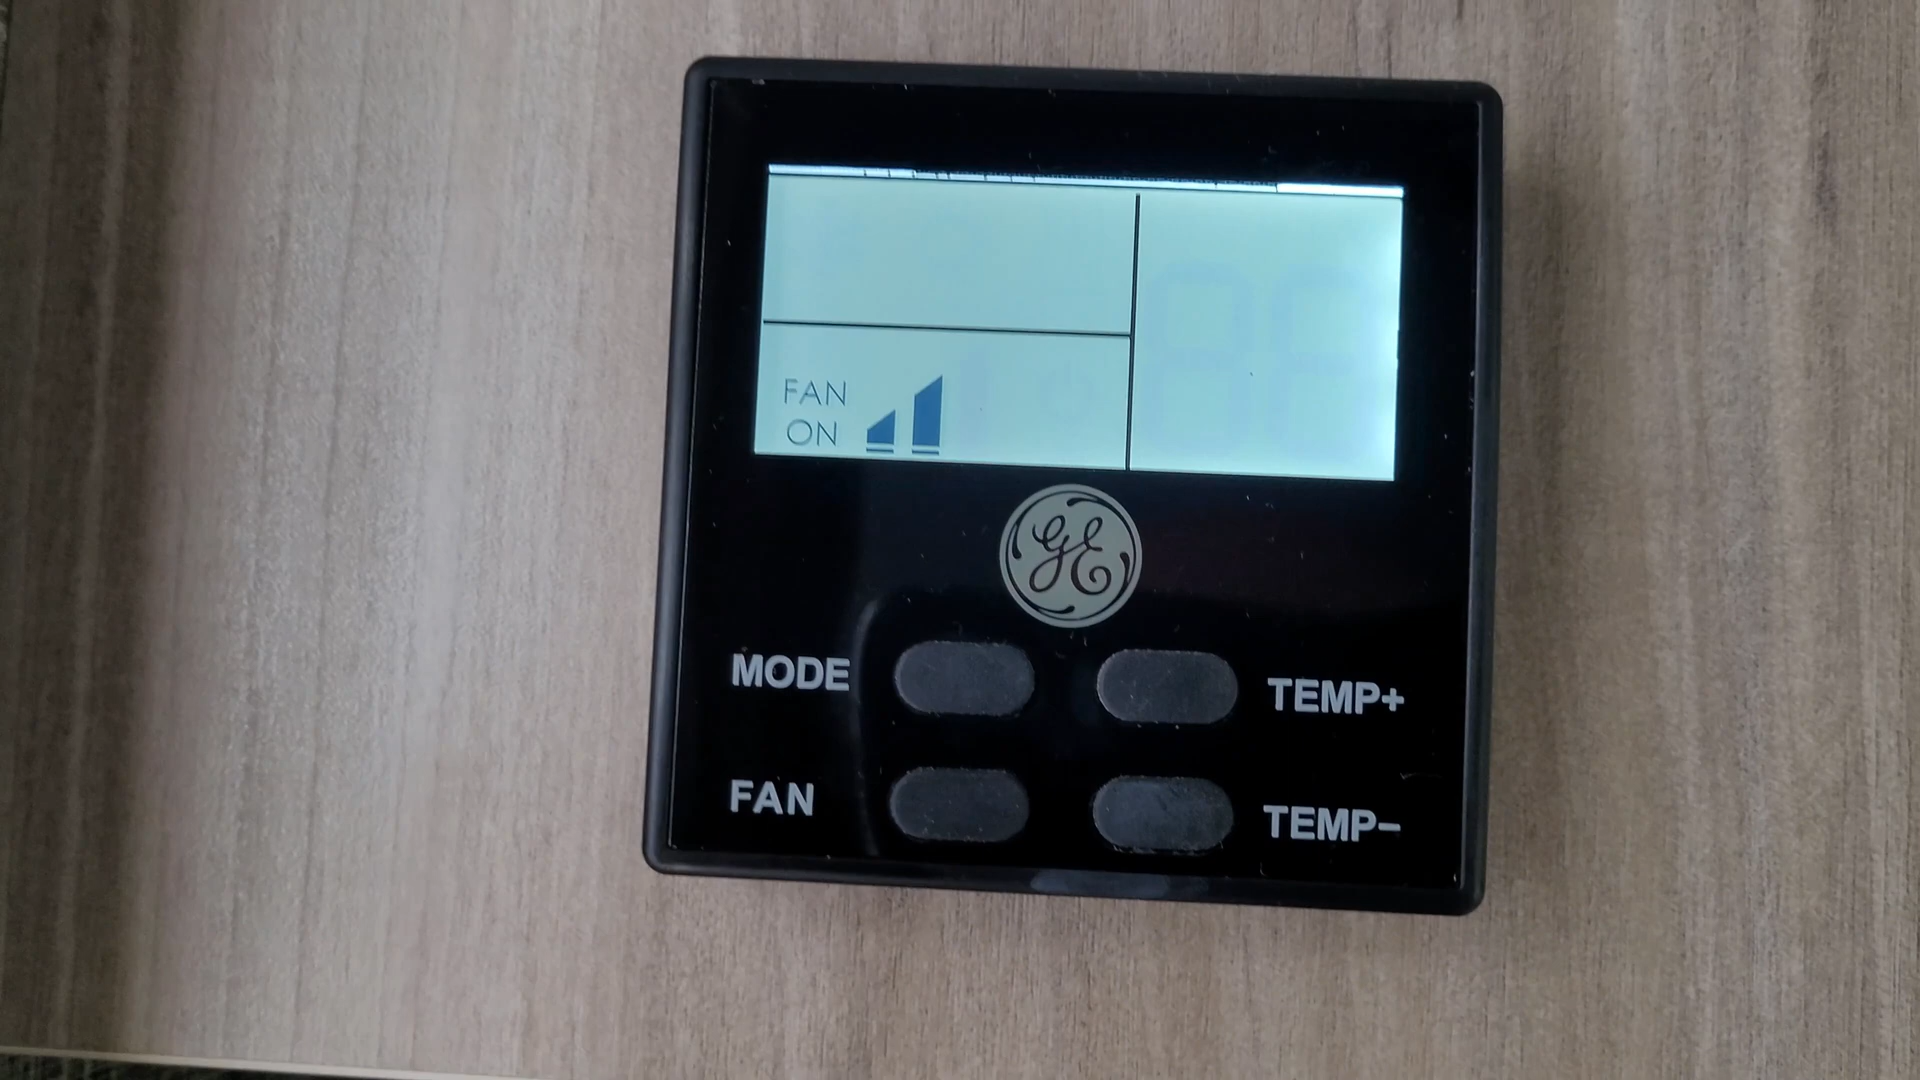 FAN
ON
GE
MODE
TEMP+
FAN
TEMP-